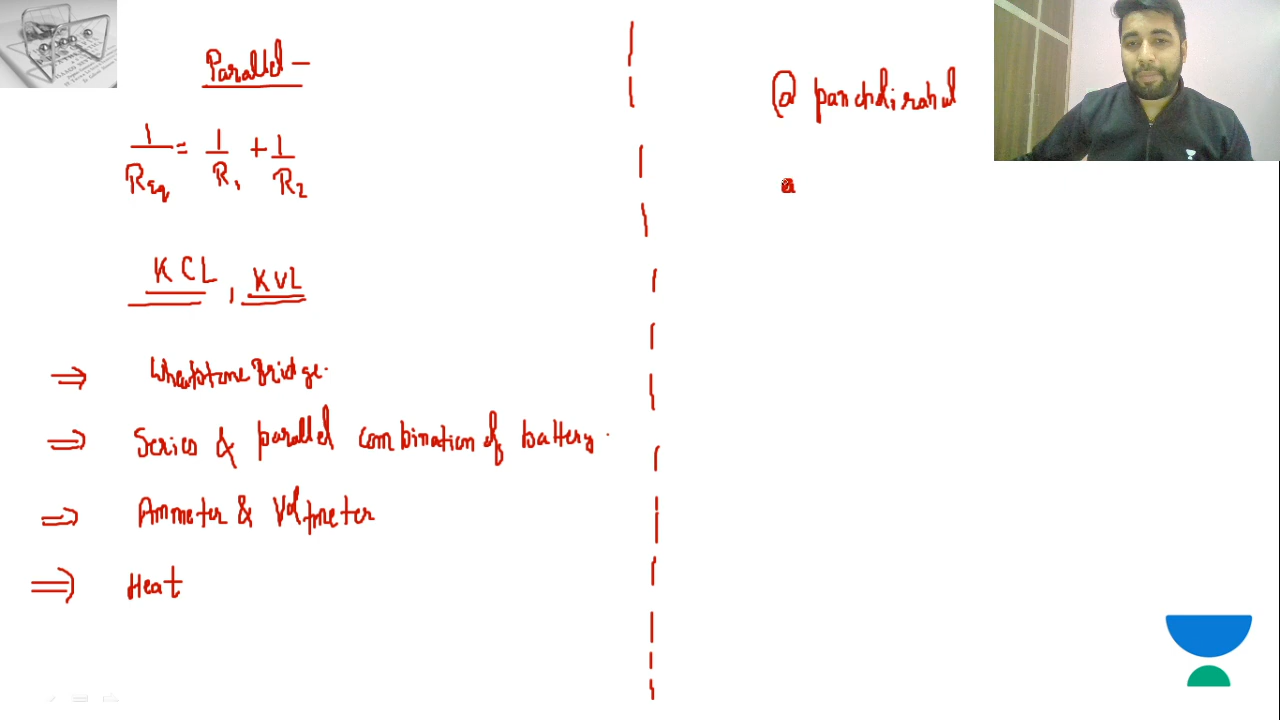 Parallel -
1/REq = 1/R1 + 1/R2
KCL, KVL
⇒ Wheatstone Bridge.
⇒ Series & parallel combination of battery.
⇒ Ammeter & Voltmeter
⇒ Heat
@ panchdirahul
a